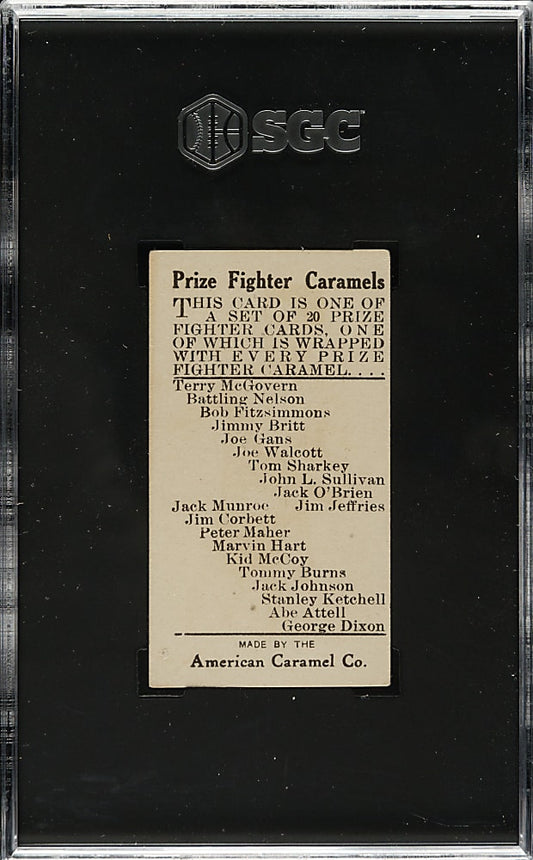 SGC
Prize Fighter Caramels
THIS CARD IS ONE OF
A SET OF 20 PRIZE
FIGHTER CARDS, ONE
OF WHICH IS WRAPPED
WITH EVERY PRIZE
FIGHTER CARAMEL....
Terry McGovern
Battling Nelson
Bob Fitzsimmons
Jimmy Britt
Joe Gans
Joe Walcott
Tom Sharkey
John L. Sullivan
Jack O'Brien
Jack Munroe Jim Jeffries
Jim Corbett
Peter Maher
Marvin Hart
Kid McCoy
Tommy Burns
Jack Johnson
Stanley Ketchell
Abe Attell
George Dixon
MADE BY THE
American Caramel Co.